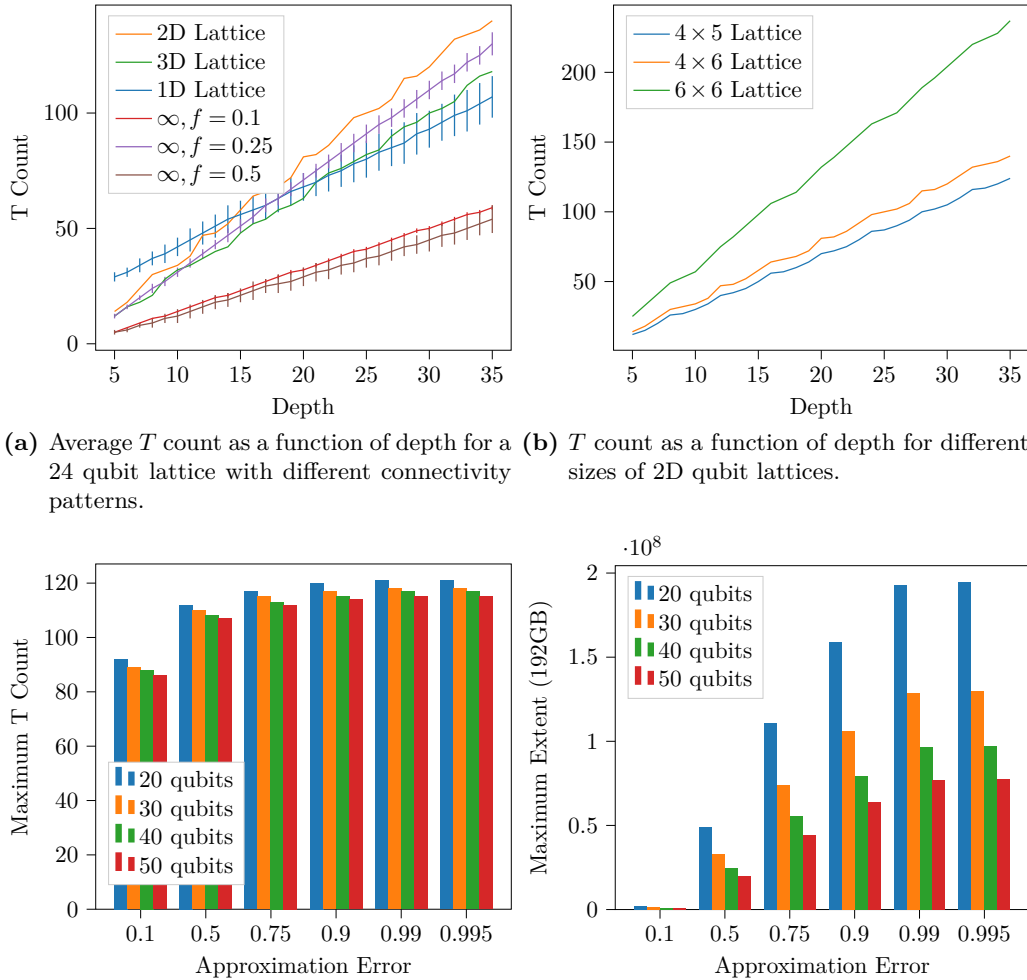 2D Lattice
3D Lattice
1D Lattice
∞, f = 0.1
∞, f = 0.25
∞, f = 0.5
T Count
100
50
0
5 10 15 20 25 30 35
Depth
(a) Average T count as a function of depth for a
24 qubit lattice with different connectivity
patterns.
4 × 5 Lattice
4 × 6 Lattice
6 × 6 Lattice
T Count
200
150
100
50
5 10 15 20 25 30 35
Depth
(b) T count as a function of depth for different
sizes of 2D qubit lattices.
Maximum T Count
120
100
80
60
40
20
0
20 qubits
30 qubits
40 qubits
50 qubits
0.1 0.5 0.75 0.9 0.99 0.995
Approximation Error
·10⁸
Maximum Extent (192GB)
2
1.5
1
0.5
0
20 qubits
30 qubits
40 qubits
50 qubits
0.1 0.5 0.75 0.9 0.99 0.995
Approximation Error